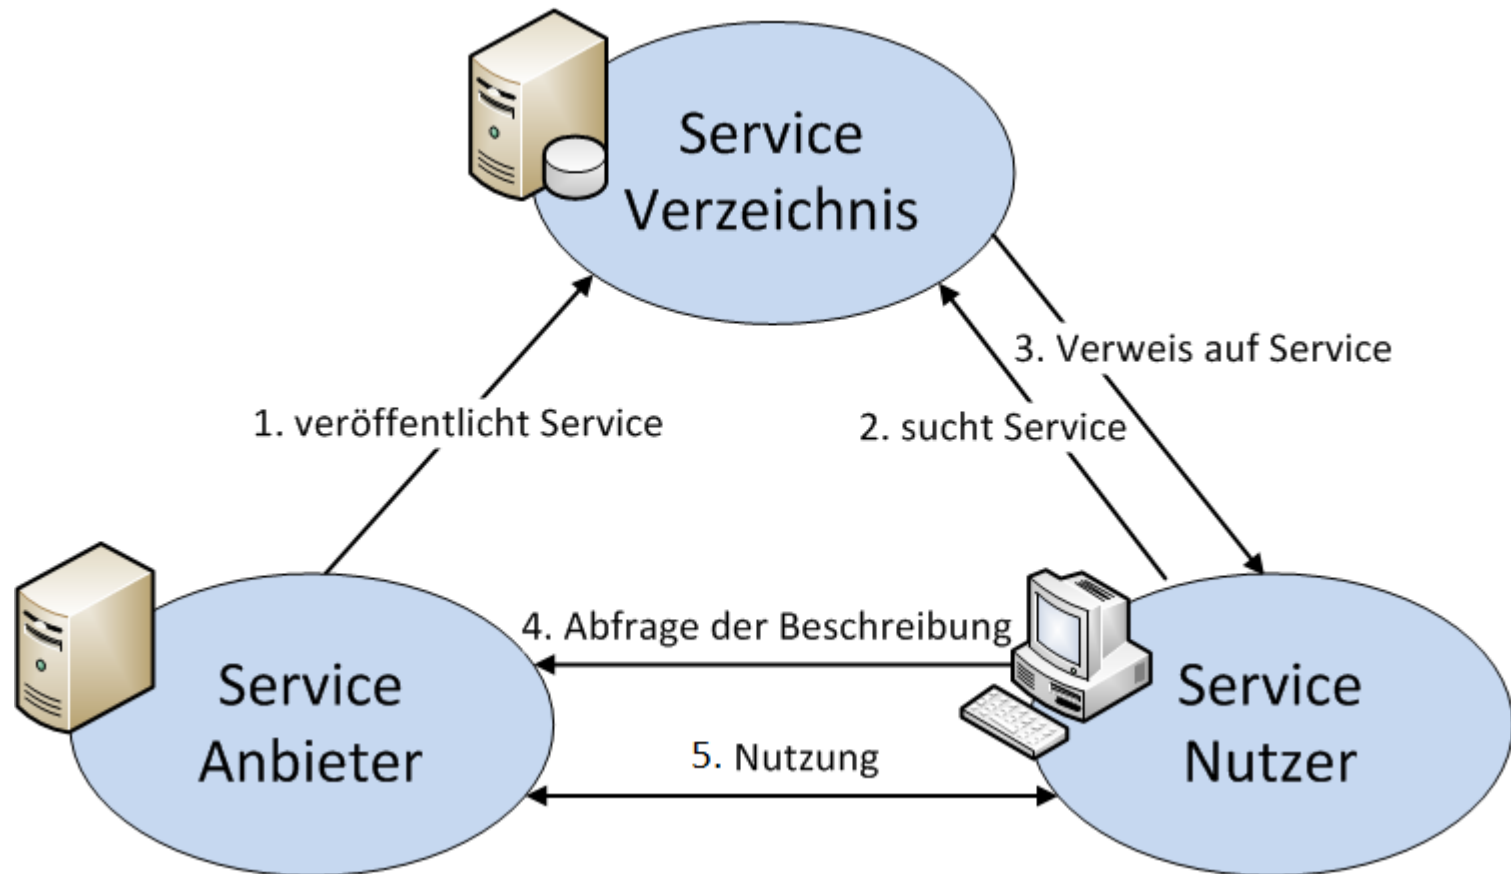 Service
Verzeichnis
3. Verweis auf Service
1. veröffentlicht Service
2. sucht Service
4. Abfrage der Beschreibung
Service
Anbieter
Service
Nutzer
5. Nutzung